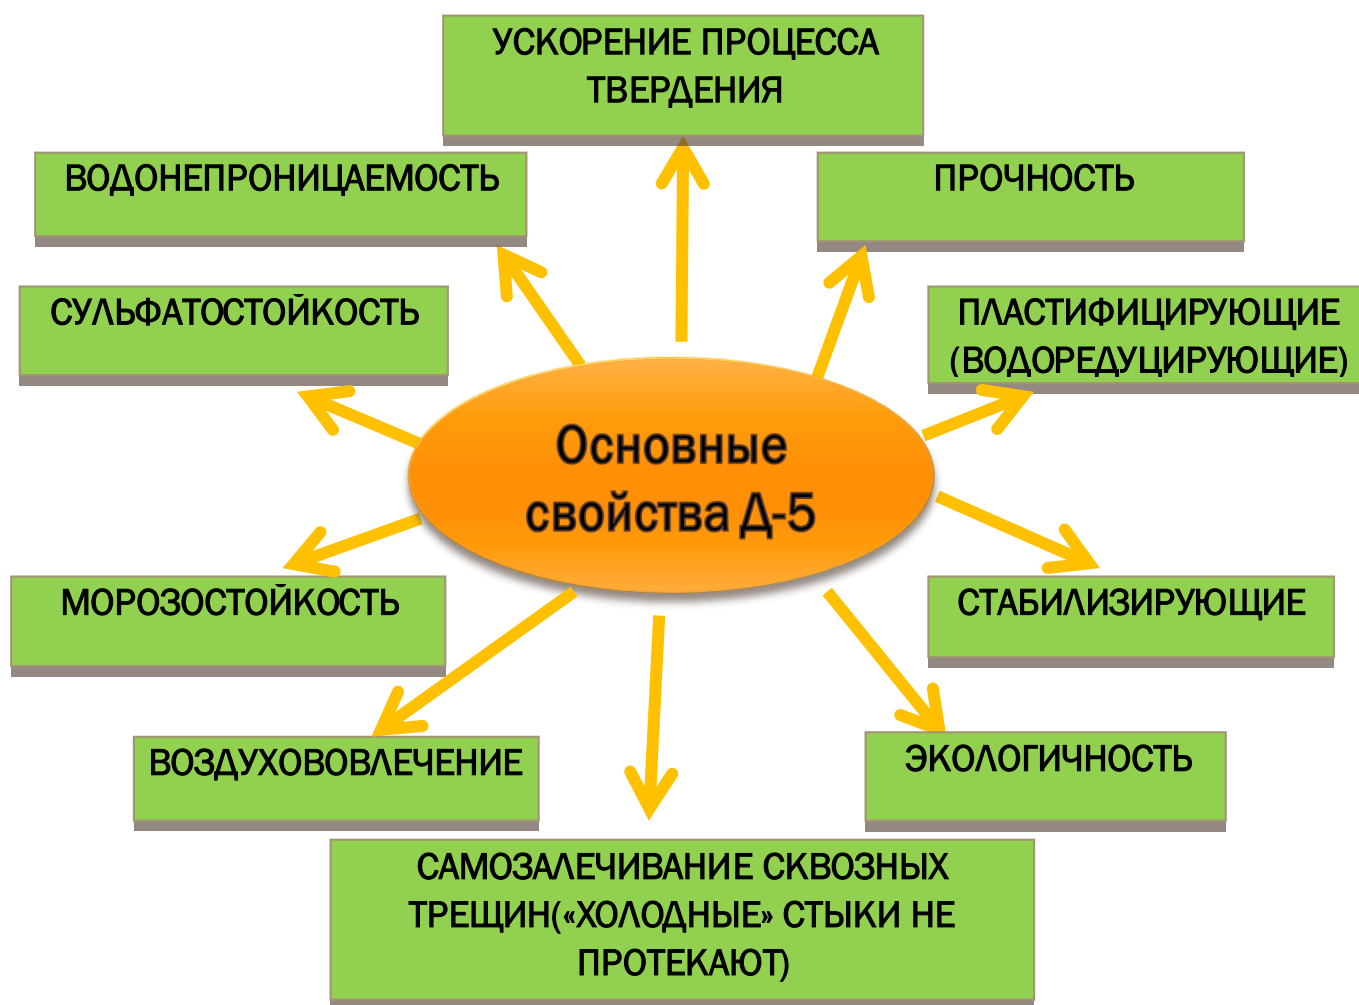 УСКОРЕНИЕ ПРОЦЕССА
ТВЕРДЕНИЯ
ВОДОНЕПРОНИЦАЕМОСТЬ
ПРОЧНОСТЬ
СУЛЬФАТОСТОЙКОСТЬ
ПЛАСТИФИЦИРУЮЩИЕ
(ВОДОРЕДУЦИРУЮЩИЕ)
Основные
свойства Д-5
МОРОЗОСТОЙКОСТЬ
СТАБИЛИЗИРУЮЩИЕ
ВОЗДУХОВОВЛЕЧЕНИЕ
ЭКОЛОГИЧНОСТЬ
САМОЗАЛЕЧИВАНИЕ СКВОЗНЫХ
ТРЕЩИН(«ХОЛОДНЫЕ» СТЫКИ НЕ
ПРОТЕКАЮТ)